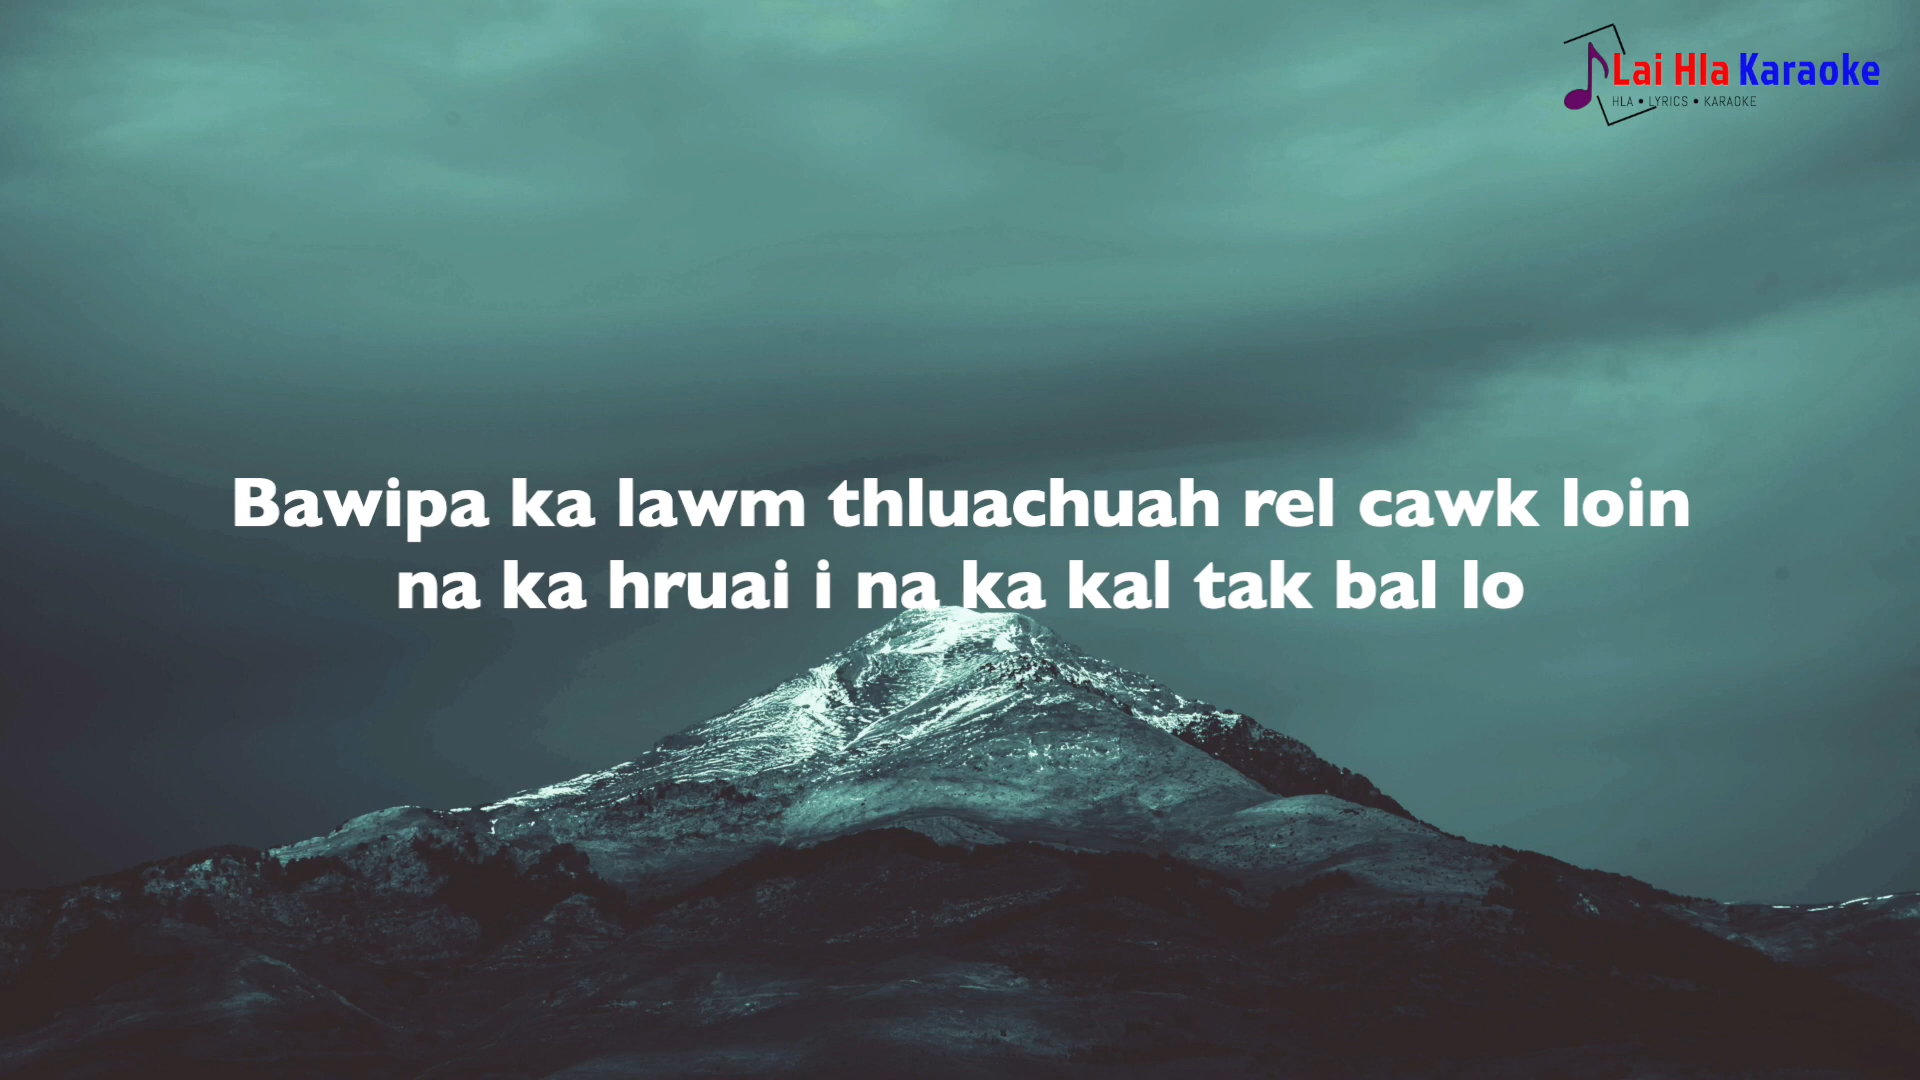 Lai Hla Karaoke
HLA • LYRICS • KARAOKE
Bawipa ka lawm thluachuah rel cawk loin
na ka hruai i na ka kal tak bal lo